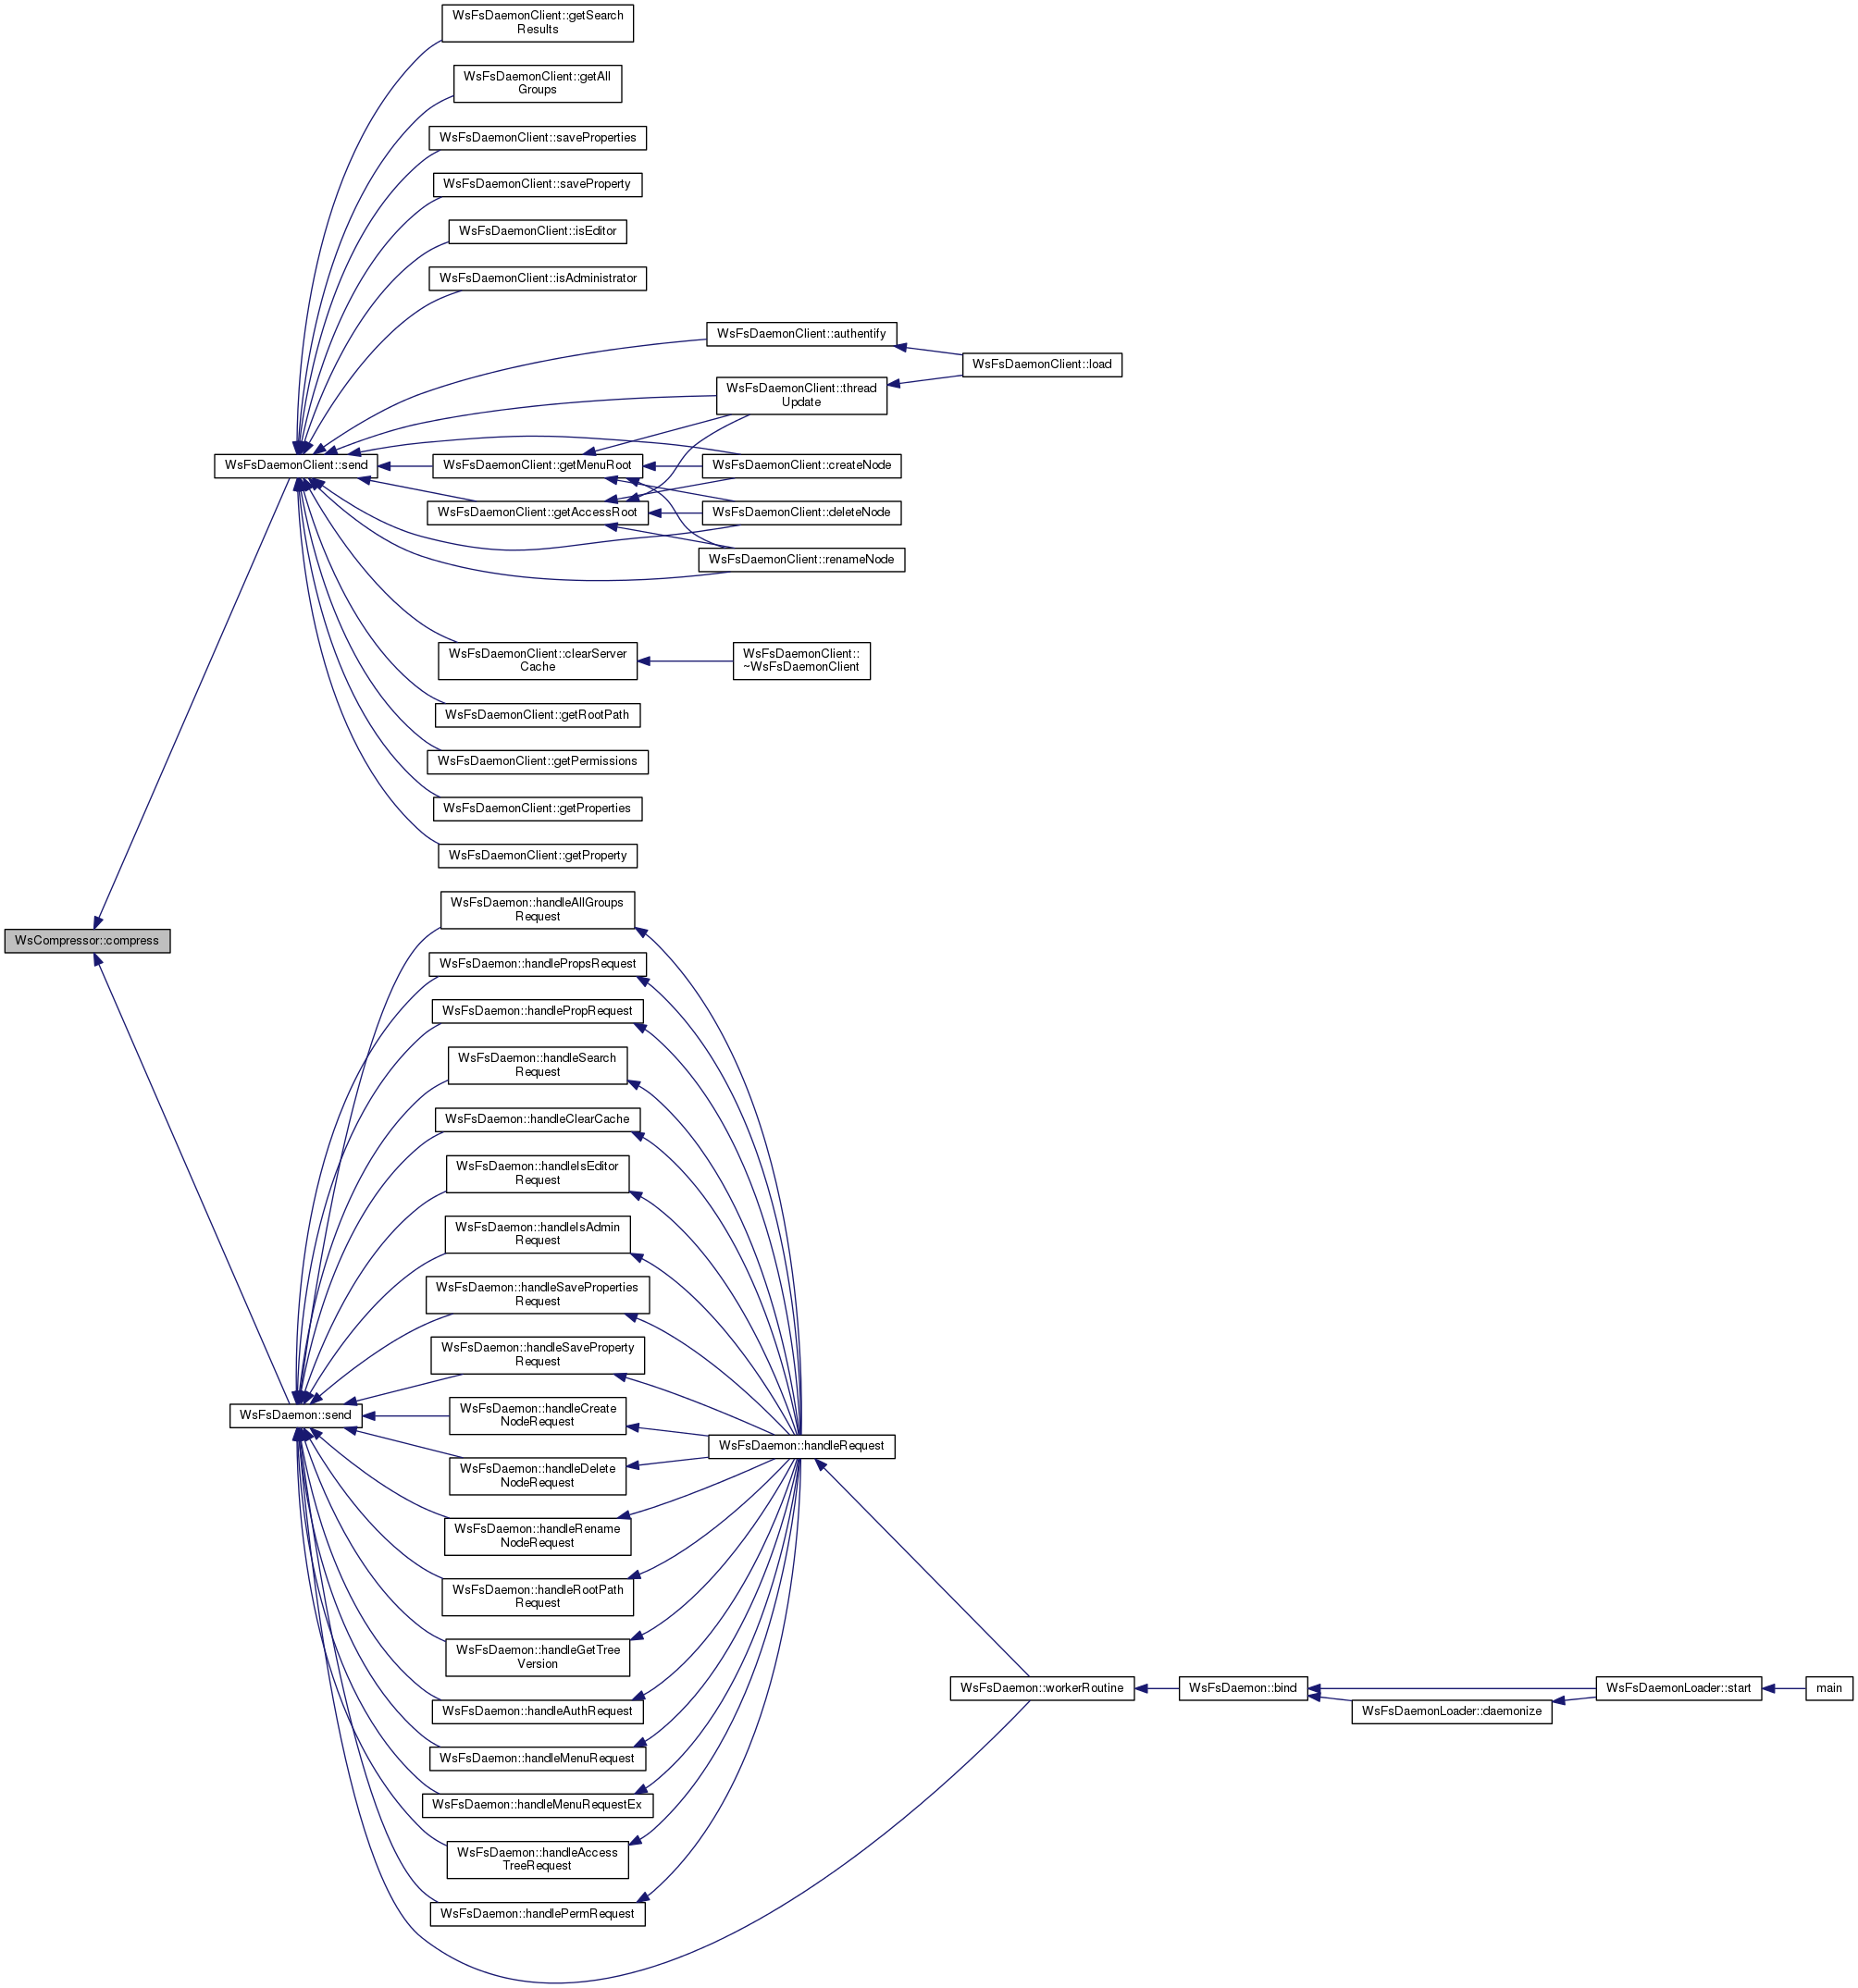 WsFsDaemonClient::getSearch
Results
WsFsDaemonClient::getAll
Groups
WsFsDaemonClient::saveProperties
WsFsDaemonClient::saveProperty
WsFsDaemonClient::isEditor
WsFsDaemonClient::isAdministrator
WsFsDaemonClient::authentify
WsFsDaemonClient::load
WsFsDaemonClient::thread
Update
WsFsDaemonClient::send
WsFsDaemonClient::getMenuRoot
WsFsDaemonClient::createNode
WsFsDaemonClient::getAccessRoot
WsFsDaemonClient::deleteNode
WsFsDaemonClient::renameNode
WsFsDaemonClient::clearServer
Cache
WsFsDaemonClient::
~WsFsDaemonClient
WsFsDaemonClient::getRootPath
WsFsDaemonClient::getPermissions
WsFsDaemonClient::getProperties
WsFsDaemonClient::getProperty
WsCompressor::compress
WsFsDaemon::handleAllGroups
Request
WsFsDaemon::handlePropsRequest
WsFsDaemon::handlePropRequest
WsFsDaemon::handleSearch
Request
WsFsDaemon::handleClearCache
WsFsDaemon::handleIsEditor
Request
WsFsDaemon::handleIsAdmin
Request
WsFsDaemon::handleSaveProperties
Request
WsFsDaemon::handleSaveProperty
Request
WsFsDaemon::send
WsFsDaemon::handleCreate
NodeRequest
WsFsDaemon::handleRequest
WsFsDaemon::handleDelete
NodeRequest
WsFsDaemon::handleRename
NodeRequest
WsFsDaemon::handleRootPath
Request
WsFsDaemon::handleGetTree
Version
WsFsDaemon::workerRoutine
WsFsDaemon::bind
WsFsDaemonLoader::start
main
WsFsDaemonLoader::daemonize
WsFsDaemon::handleAuthRequest
WsFsDaemon::handleMenuRequest
WsFsDaemon::handleMenuRequestEx
WsFsDaemon::handleAccess
TreeRequest
WsFsDaemon::handlePermRequest